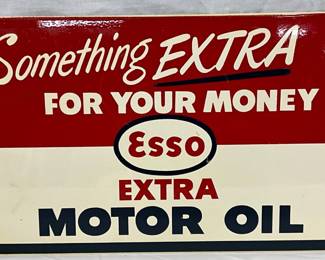 Something EXTRA
FOR YOUR MONEY
Esso
EXTRA
MOTOR OIL